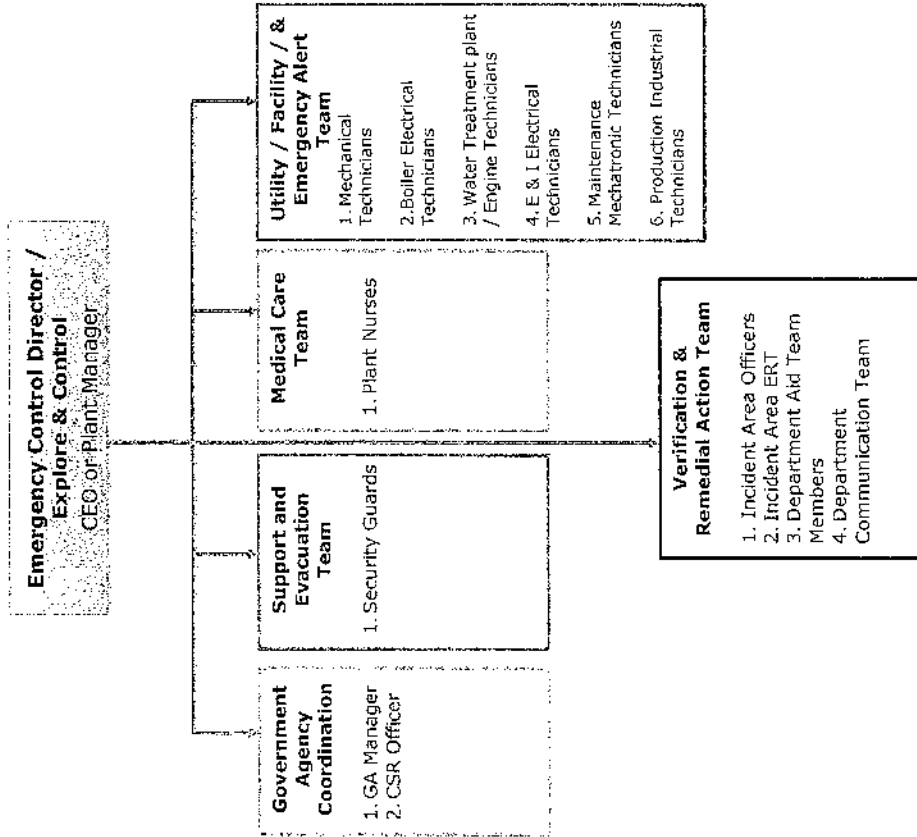 Emergency Control Director /
Explore & Control
CEO or Plant Manager
Government
Agency
Coordination
1. GA Manager
2. CSR Officer
Support and
Evacuation
Team
1. Security Guards
Medical Care
Team
1. Plant Nurses
Utility / Facility / &
Emergency Alert
Team
1. Mechanical
Technicians
2.Boiler Electrical
Technicians
3. Water Treatment plant
/ Engine Technicians
4. E & I Electrical
Technicians
5. Maintenance
Mechatronic Technicians
6. Production Industrial
Technicians
Verification &
Remedial Action Team
1. Incident Area Officers
2. Incident Area ERT
3. Department Aid Team
Members
4. Department
Communication Team